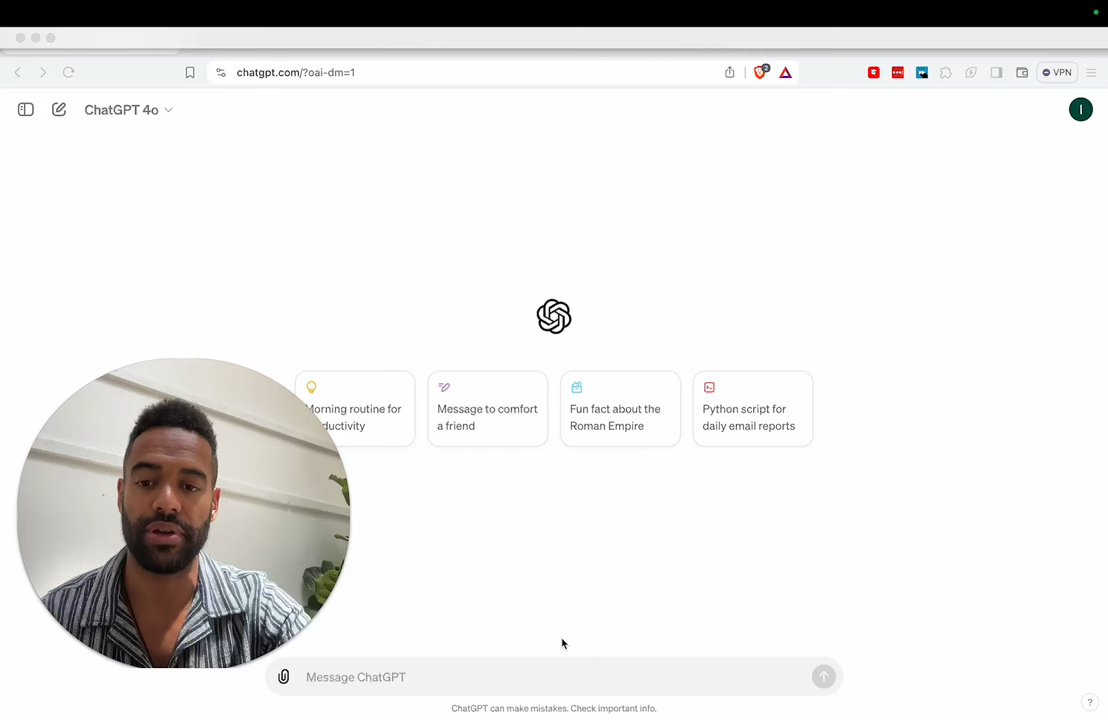 chatgpt.com/?oai-dm=1
2
VPN
ChatGPT 4o
I
Morning routine for
ductivity
Message to comfort
a friend
Fun fact about the
Roman Empire
Python script for
daily email reports
Message ChatGPT
ChatGPT can make mistakes. Check important info.
?